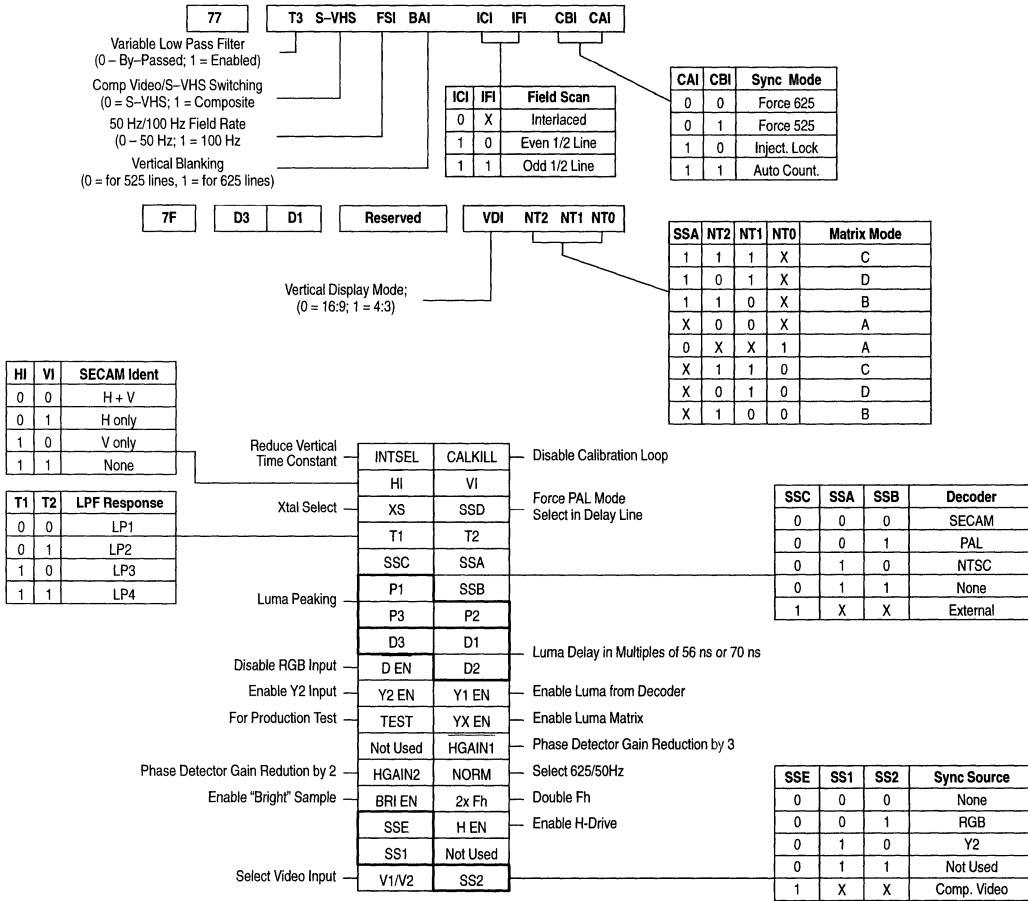 77 T3 S–VHS FSI BAI ICI IFI CBI CAI
Variable Low Pass Filter
(0 – By–Passed; 1 = Enabled)
Comp Video/S–VHS Switching
(0 = S–VHS; 1 = Composite
50 Hz/100 Hz Field Rate
(0 – 50 Hz; 1 = 100 Hz
Vertical Blanking
(0 = for 525 lines, 1 = for 625 lines)
ICI IFI Field Scan
0 X Interlaced
1 0 Even 1/2 Line
1 1 Odd 1/2 Line
CAI CBI Sync Mode
0 0 Force 625
0 1 Force 525
1 0 Inject. Lock
1 1 Auto Count.
7F D3 D1 Reserved VDI NT2 NT1 NT0
Vertical Display Mode;
(0 = 16:9; 1 = 4:3)
SSA NT2 NT1 NT0 Matrix Mode
1 1 1 X C
1 0 1 X D
1 1 0 X B
X 0 0 X A
0 X X 1 A
X 1 1 0 C
X 0 1 0 D
X 1 0 0 B
HI VI SECAM Ident
0 0 H + V
0 1 H only
1 0 V only
1 1 None
T1 T2 LPF Response
0 0 LP1
0 1 LP2
1 0 LP3
1 1 LP4
Reduce Vertical
Time Constant
INTSEL CALKILL Disable Calibration Loop
HI VI
Xtal Select XS SSD Force PAL Mode
Select in Delay Line
T1 T2
SSC SSA
P1 SSB
Luma Peaking
P3 P2
D3 D1
Luma Delay in Multiples of 56 ns or 70 ns
Disable RGB Input D EN D2
Enable Y2 Input Y2 EN Y1 EN Enable Luma from Decoder
For Production Test TEST YX EN Enable Luma Matrix
Not Used HGAIN1 Phase Detector Gain Reduction by 3
Phase Detector Gain Redution by 2 HGAIN2 NORM Select 625/50Hz
Enable "Bright" Sample BRI EN 2x Fh Double Fh
SSE H EN Enable H-Drive
SS1 Not Used
Select Video Input V1/V2 SS2
SSC SSA SSB Decoder
0 0 0 SECAM
0 0 1 PAL
0 1 0 NTSC
0 1 1 None
1 X X External
SSE SS1 SS2 Sync Source
0 0 0 None
0 0 1 RGB
0 1 0 Y2
0 1 1 Not Used
1 X X Comp. Video